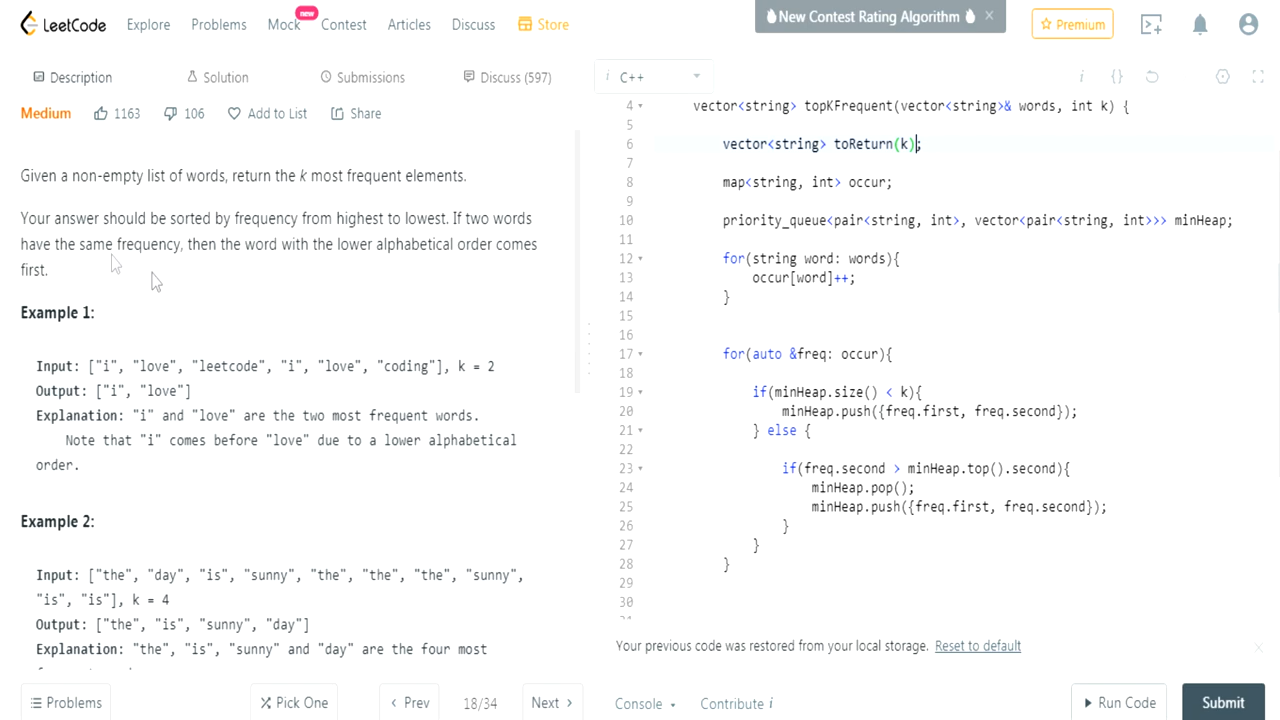 LeetCode Explore Problems Mock new Contest Articles Discuss Store
New Contest Rating Algorithm
Premium
Description Solution Submissions Discuss (597)
Medium 1163 106 Add to List Share
Given a non-empty list of words, return the k most frequent elements.
Your answer should be sorted by frequency from highest to lowest. If two words
have the same frequency, then the word with the lower alphabetical order comes
first.
Example 1:
Input: ["i", "love", "leetcode", "i", "love", "coding"], k = 2
Output: ["i", "love"]
Explanation: "i" and "love" are the two most frequent words.
Note that "i" comes before "love" due to a lower alphabetical
order.
Example 2:
Input: ["the", "day", "is", "sunny", "the", "the", "the", "sunny",
"is", "is"], k = 4
Output: ["the", "is", "sunny", "day"]
Explanation: "the", "is", "sunny" and "day" are the four most
i C++
4 vector<string> topKFrequent(vector<string>& words, int k) {
5
6 vector<string> toReturn(k);
7
8 map<string, int> occur;
9
10 priority_queue<pair<string, int>, vector<pair<string, int>>> minHeap;
11
12 for(string word: words){
13 occur[word]++;
14 }
15
16
17 for(auto &freq: occur){
18
19 if(minHeap.size() < k){
20 minHeap.push({freq.first, freq.second});
21 } else {
22
23 if(freq.second > minHeap.top().second){
24 minHeap.pop();
25 minHeap.push({freq.first, freq.second});
26 }
27 }
28 }
29
30
Your previous code was restored from your local storage. Reset to default
Problems Pick One < Prev 18/34 Next >
Console Contribute i Run Code Submit